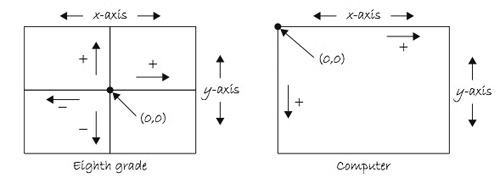 x-axis
+
+
y-axis
−
−
(0,0)
Eighth grade
x-axis
+
(0,0)
y-axis
+
Computer